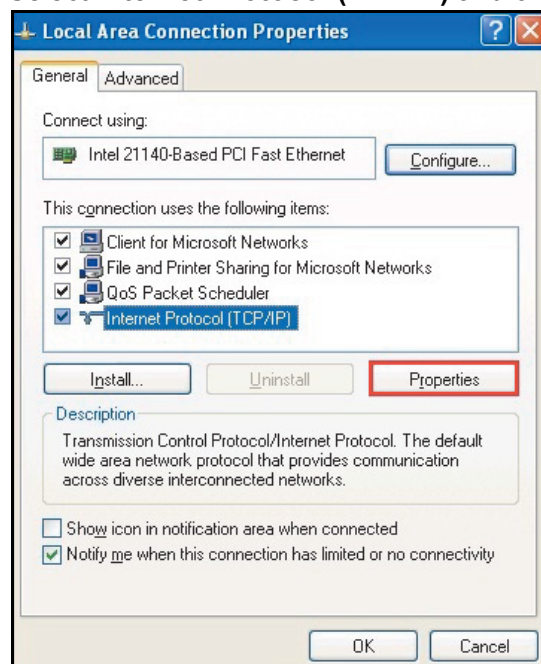 Local Area Connection Properties
General Advanced
Connect using:
Intel 21140-Based PCI Fast Ethernet Configure...
This connection uses the following items:
Client for Microsoft Networks
File and Printer Sharing for Microsoft Networks
QoS Packet Scheduler
Internet Protocol (TCP/IP)
Install... Uninstall Properties
Description
Transmission Control Protocol/Internet Protocol. The default
wide area network protocol that provides communication
across diverse interconnected networks.
Show icon in notification area when connected
Notify me when this connection has limited or no connectivity
OK Cancel